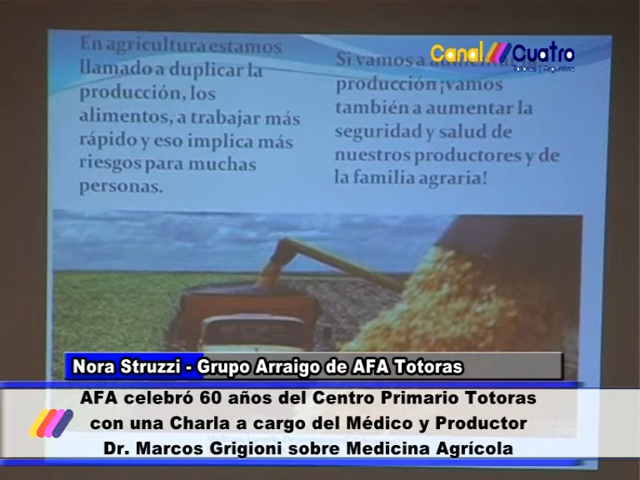 En agricultura estamos
llamado a duplicar la
producción, los
alimentos, a trabajar más
rápido y eso implica más
riesgos para muchas
personas.
Canal Cuatro
Totoras | Argentina
Si vamos a aumentar
producción ¡vamos
también a aumentar la
seguridad y salud de
nuestros productores y de
la familia agraria!
Nora Struzzi - Grupo Arraigo de AFA Totoras
AFA celebró 60 años del Centro Primario Totoras
con una Charla a cargo del Médico y Productor
Dr. Marcos Grigioni sobre Medicina Agrícola